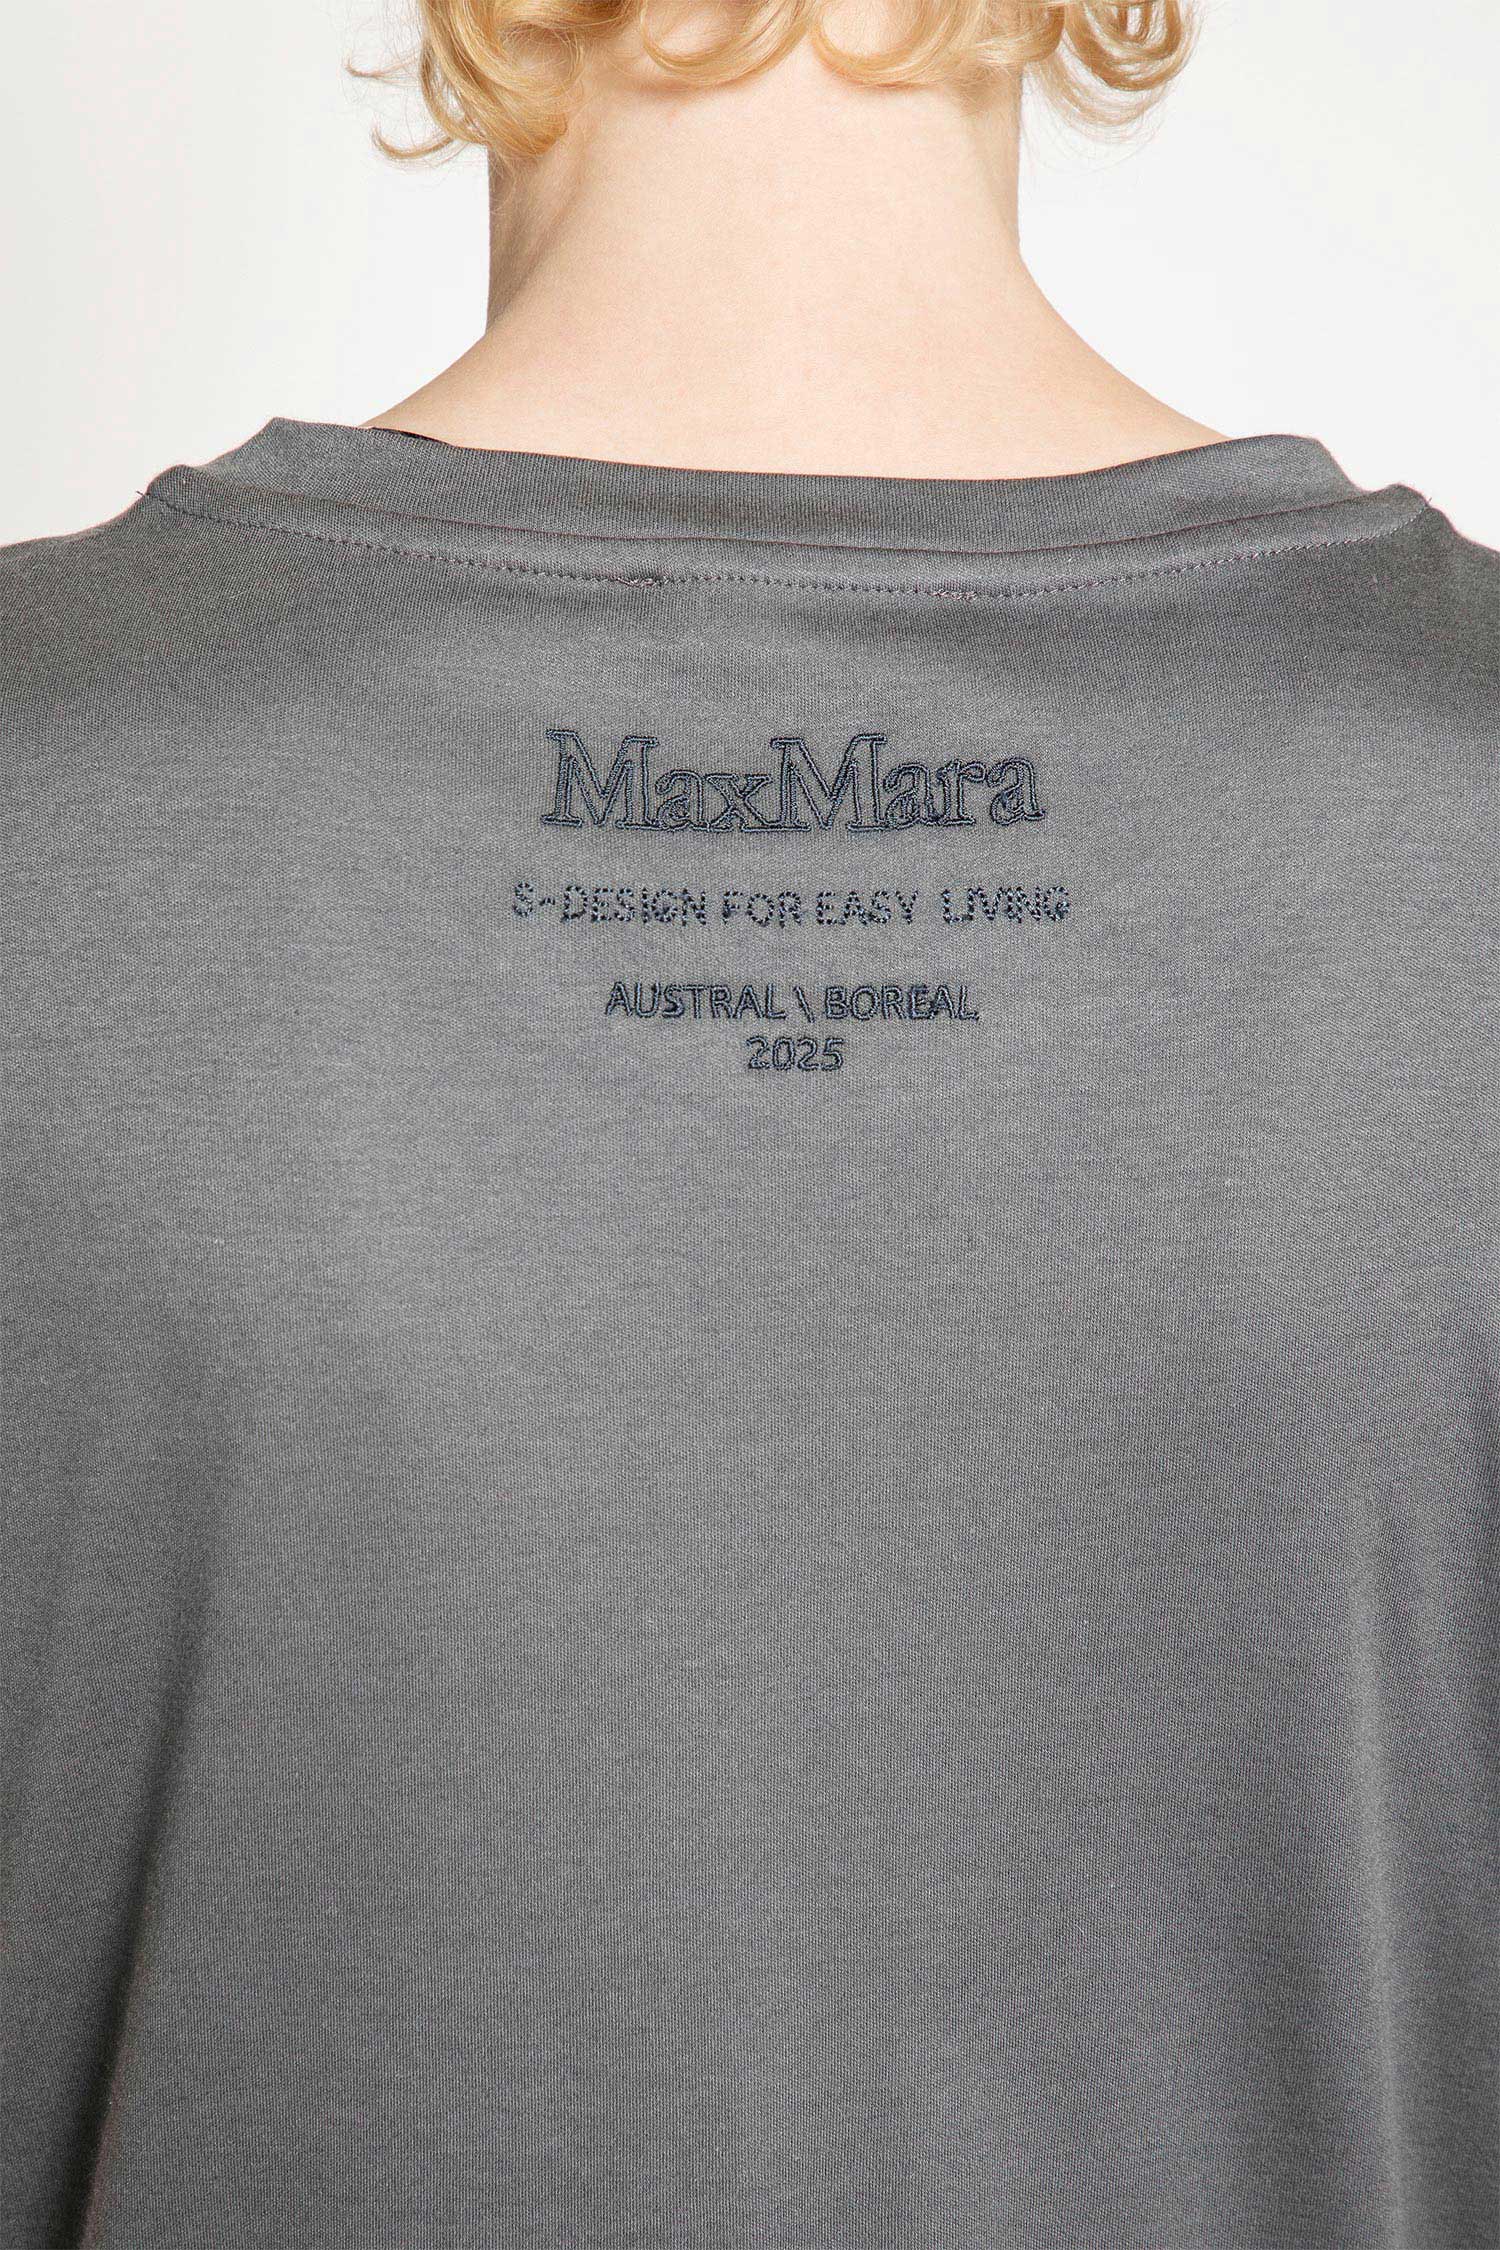 MaxMara
S-DESIGN FOR EASY LIVING
AUSTRAL \ BOREAL
2025